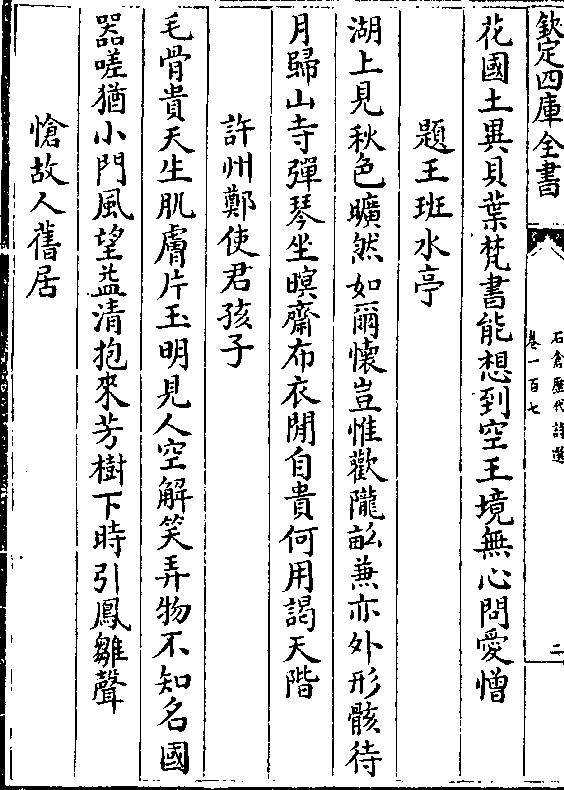 欽定四庫全書
石倉歷代詩選
卷一百七
二
花國土異貝葉梵書能想到空王境無心問愛憎
題王班水亭
湖上見秋色曠然如爾懷豈惟歡隴畝兼亦外形骸待
月歸山寺彈琴坐暝齋布衣閒自貴何用謁天階
許州鄭使君孩子
毛骨貴天生肌膚片玉明見人空解笑弄物不知名國
器嗟猶小門風望益清抱來芳樹下時引鳳雛聲
愴故人舊居